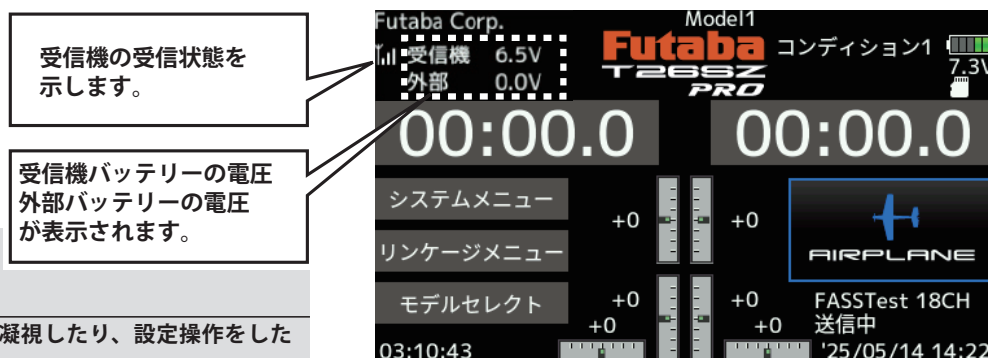 受信機の受信状態を
示します。
受信機バッテリーの電圧
外部バッテリーの電圧
が表示されます。
凝視したり、設定操作をした
Futaba Corp.
Model1
受信機 6.5V
外部 0.0V
Futaba
T26SZ
PRO
コンディション1
7.3V
00:00.0 00:00.0
システムメニュー
リンケージメニュー
モデルセレクト
+0 +0
+0 +0
+0 +0
AIRPLANE
FASSTest 18CH
送信中
03:10:43
'25/05/14 14:22